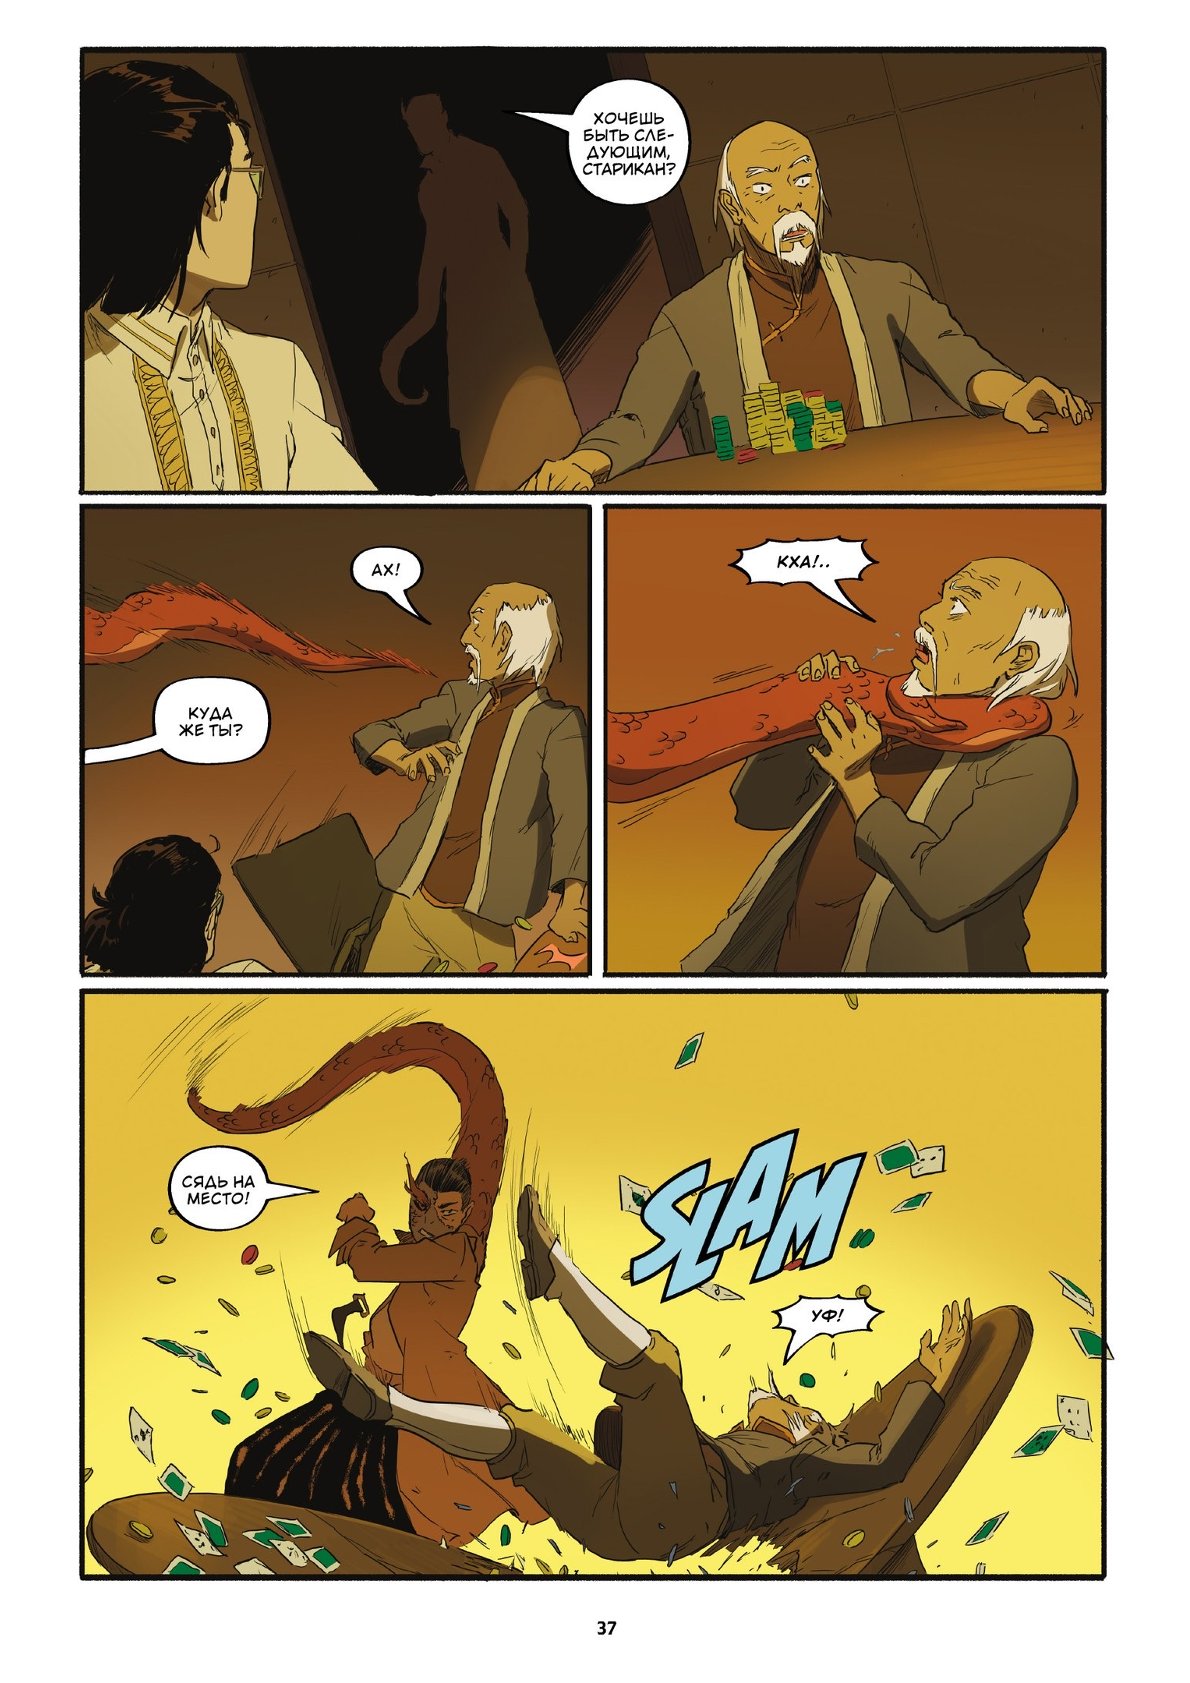 ХОЧЕШЬ
БЫТЬ СЛЕ-
ДУЮЩИМ,
СТАРИКАН?
АХ!
КУДА
ЖЕ ТЫ?
КХА!..
СЯДЬ НА
МЕСТО!
SLAM
УФ!
37